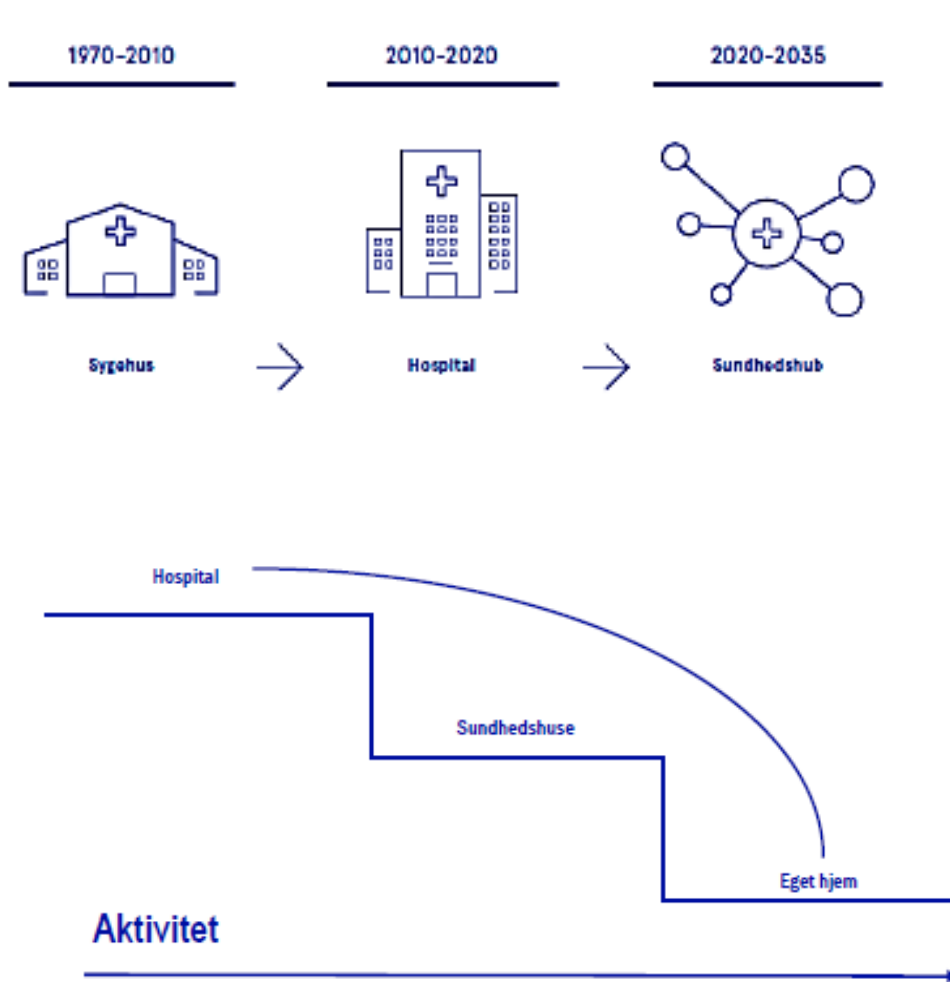 1970-2010
2010-2020
2020-2035
Sygehus
Hospital
Sundhedshub
Hospital
Sundhedshuse
Eget hjem
Aktivitet